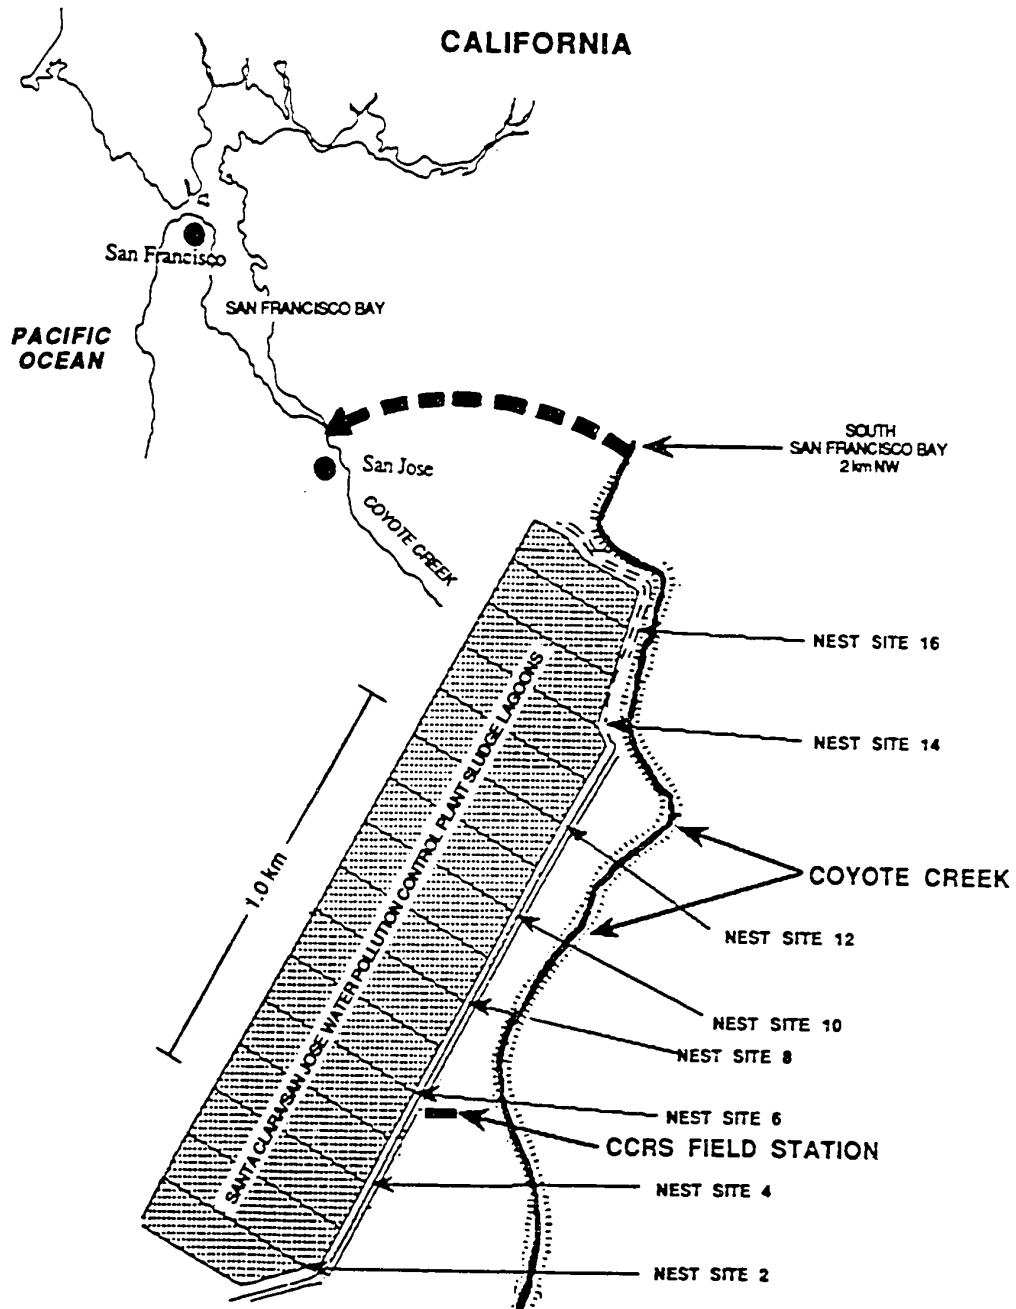 CALIFORNIA
San Francisco
SAN FRANCISCO BAY
PACIFIC
OCEAN
SOUTH
SAN FRANCISCO BAY
2 km NW
San Jose
COYOTE CREEK
NEST SITE 16
SANTA CLARA/SAN JOSE WATER POLLUTION CONTROL PLANT SLUDGE LAGOONS
NEST SITE 14
1.0 km
COYOTE CREEK
NEST SITE 12
NEST SITE 10
NEST SITE 8
NEST SITE 6
CCRS FIELD STATION
NEST SITE 4
NEST SITE 2